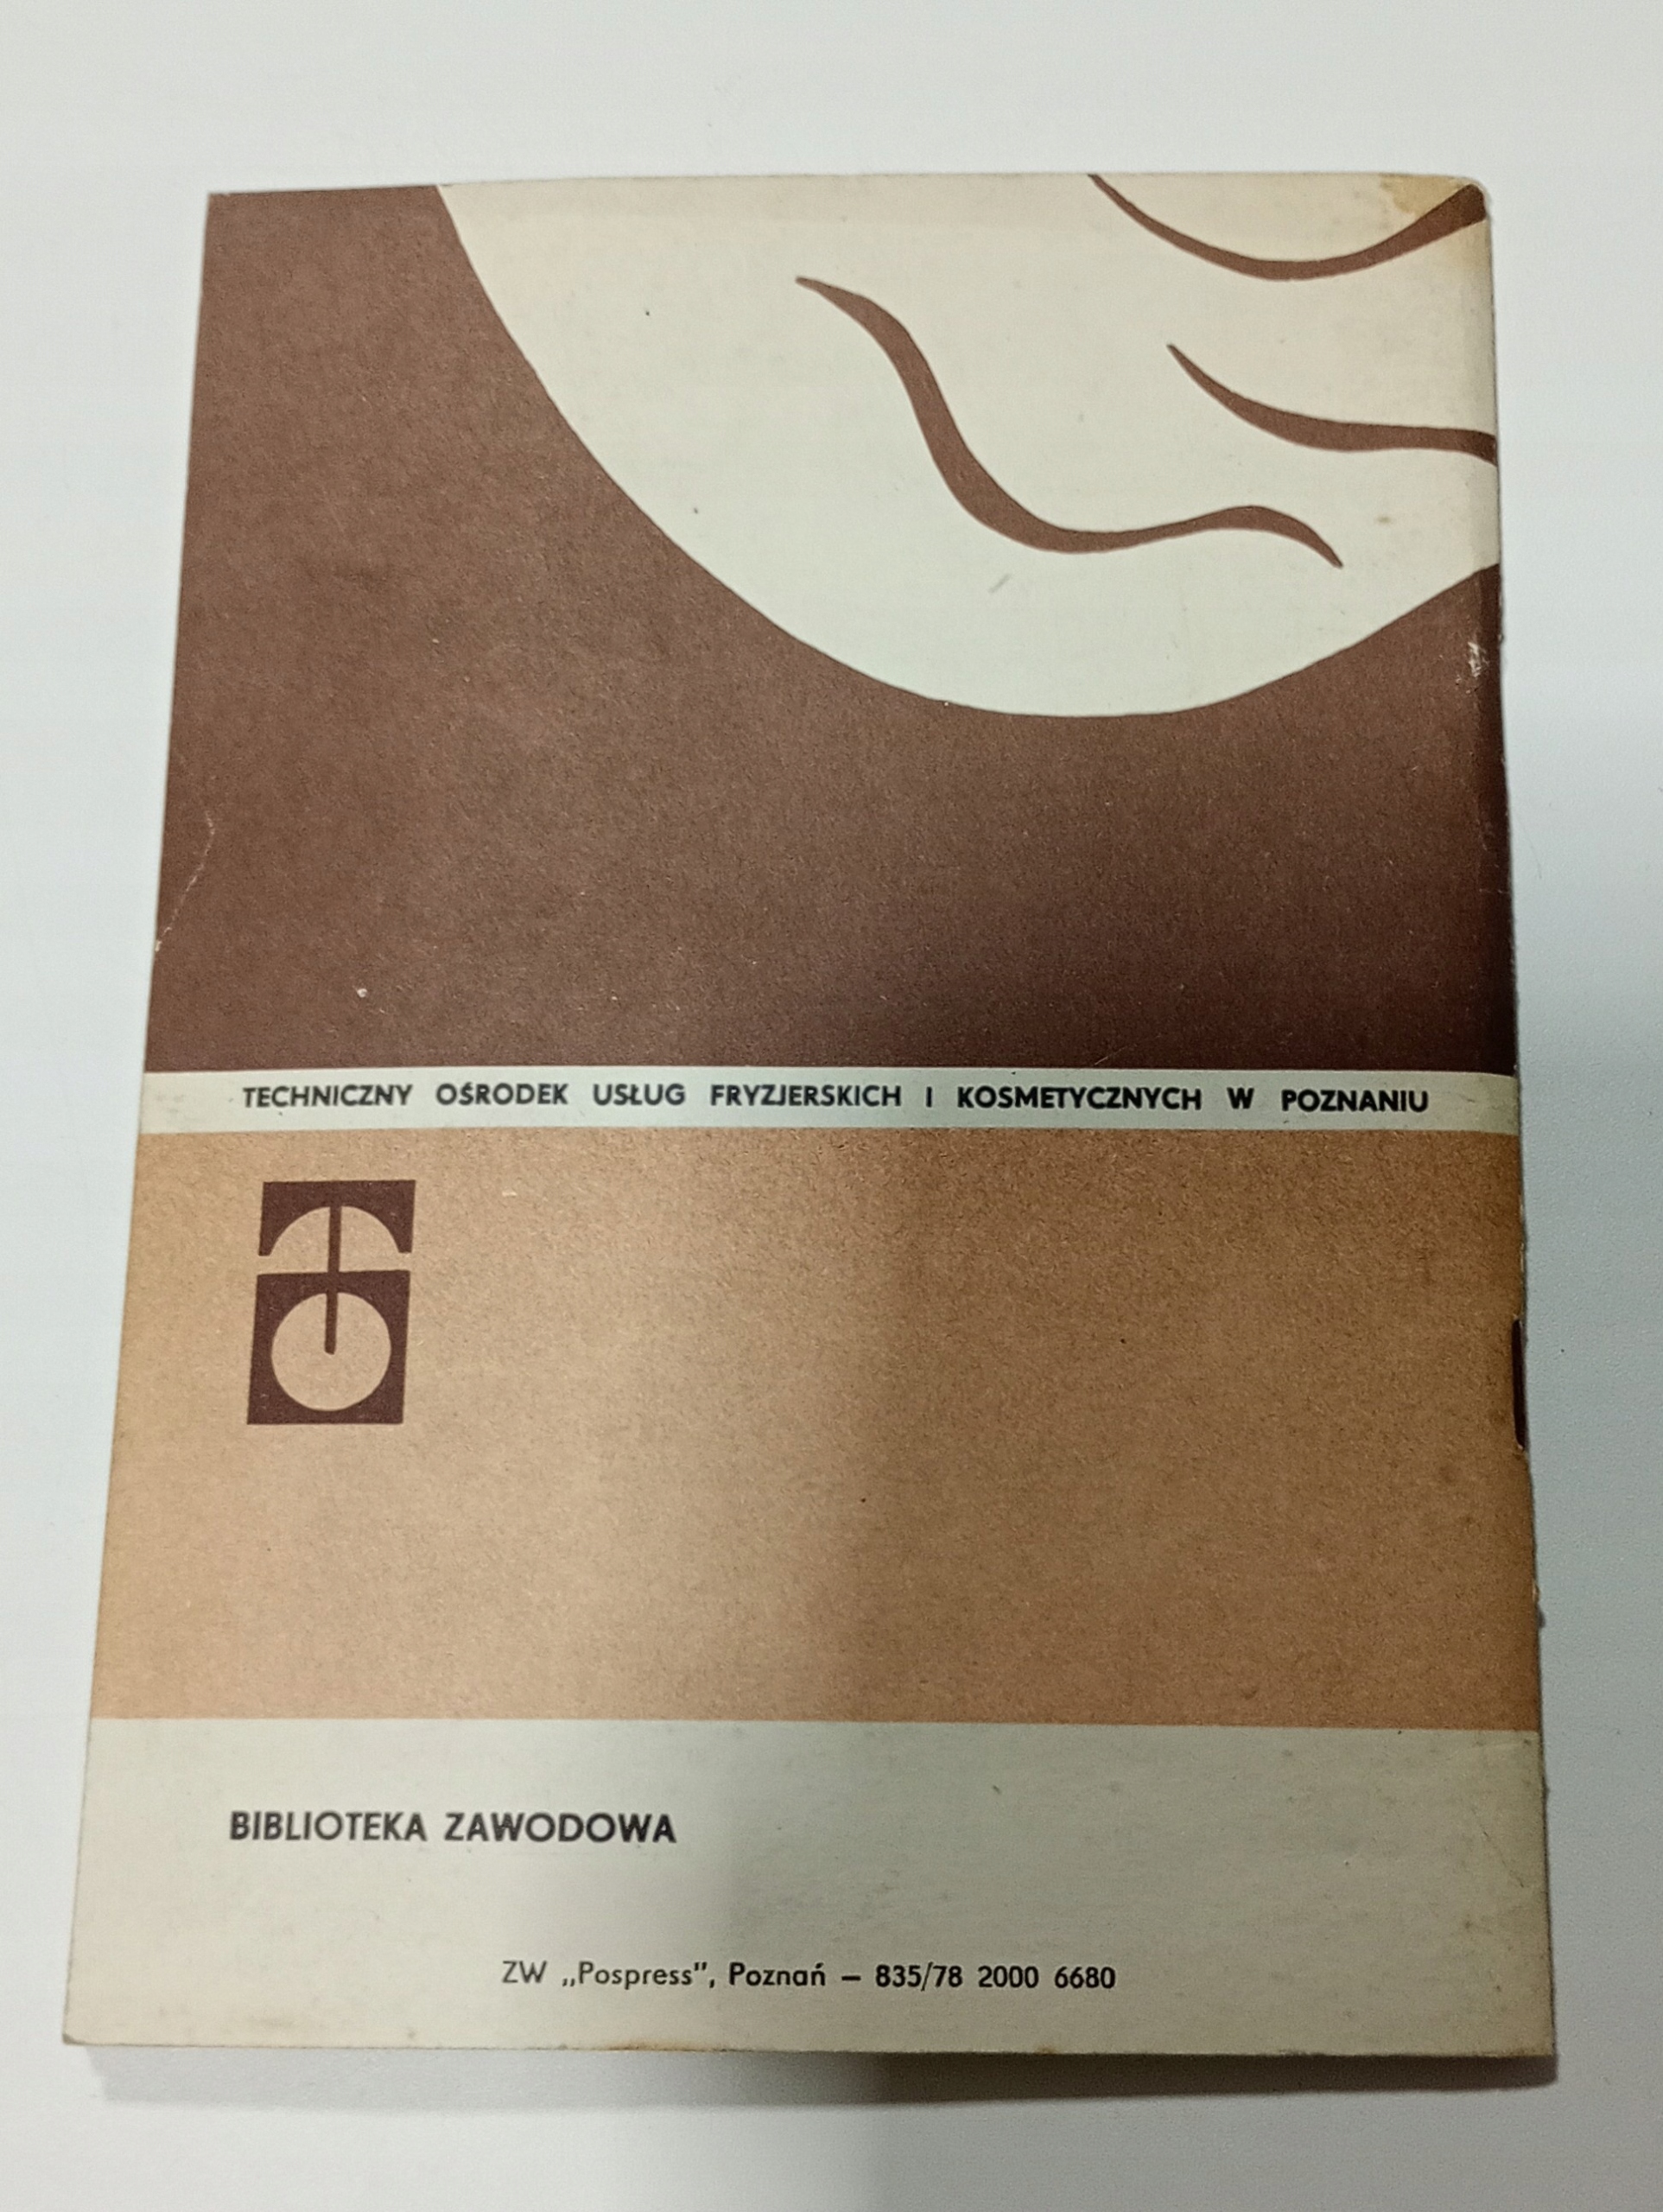 TECHNICZNY OŚRODEK USŁUG FRYZJERSKICH I KOSMETYCZNYCH W POZNANIU
BIBLIOTEKA ZAWODOWA
ZW „Pospress”, Poznań – 835/78 2000 6680